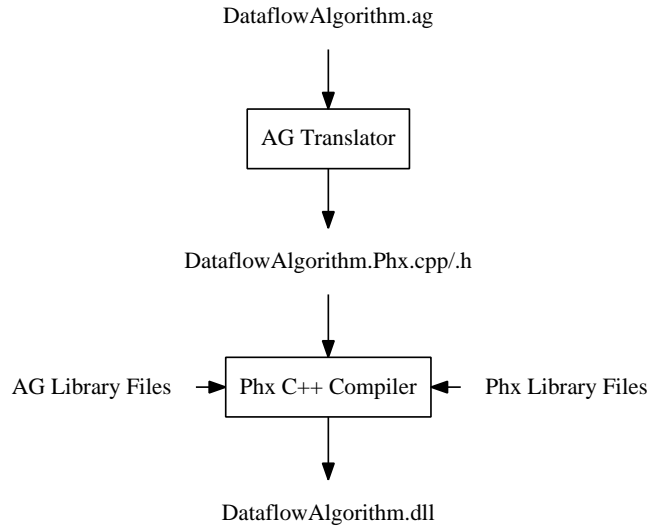 DataflowAlgorithm.ag
AG Translator
DataflowAlgorithm.Phx.cpp/.h
AG Library Files
Phx C++ Compiler
Phx Library Files
DataflowAlgorithm.dll